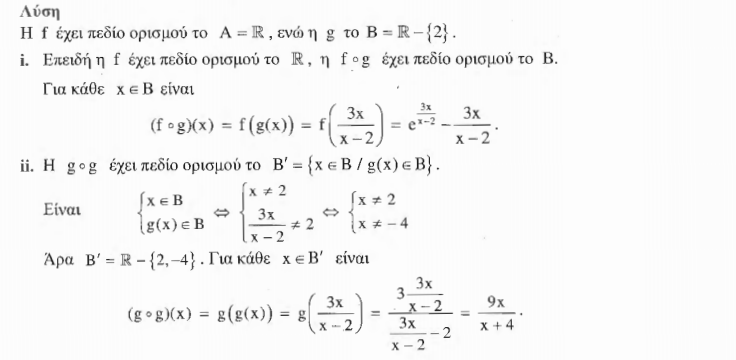 Λύση
Η f έχει πεδίο ορισμού το A = ℝ, ενώ η g το B = ℝ − {2}.
i. Επειδή η f έχει πεδίο ορισμού το ℝ, η f∘g έχει πεδίο ορισμού το B.
Για κάθε x ∈ B είναι
(f∘g)(x) = f(g(x)) = f(3x/(x−2)) = e^(3x/(x−2)) − 3x/(x−2).
ii. Η g∘g έχει πεδίο ορισμού το B′ = {x ∈ B / g(x) ∈ B}.
Είναι {x ∈ B, g(x) ∈ B ⇔ {x ≠ 2, 3x/(x−2) ≠ 2 ⇔ {x ≠ 2, x ≠ −4
Άρα B′ = ℝ − {2,−4}. Για κάθε x ∈ B′ είναι
(g∘g)(x) = g(g(x)) = g(3x/(x−2)) = (3 3x/(x−2))/(3x/(x−2) − 2) = 9x/(x+4).